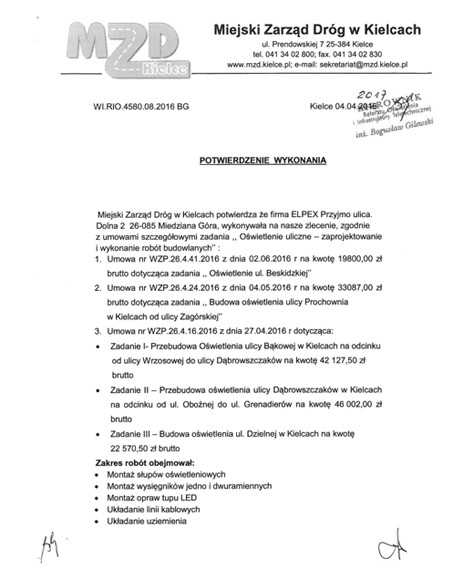 MZD
Kielce
Miejski Zarząd Dróg w Kielcach
ul. Prendowskiej 7 25-384 Kielce
tel. 041 34 02 800; fax. 041 34 02 830
www.mzd.kielce.pl; e-mail: sekretariat@mzd.kielce.pl
WI.RIO.4580.08.2016 BG
Kielce 04.04.2016
2017
KIEROWNIK
Referatu Oświetlenia
i Infrastruktury Teletechnicznej
inż. Bogusław Gilewski
POTWIERDZENIE WYKONANIA
Miejski Zarząd Dróg w Kielcach potwierdza że firma ELPEX Przyjmo ulica.
Dolna 2 26-085 Miedziana Góra, wykonywała na nasze zlecenie, zgodnie
z umowami szczegółowymi zadania ,, Oświetlenie uliczne – zaprojektowanie
i wykonanie robót budowlanych” :
1. Umowa nr WZP.26.4.41.2016 z dnia 02.06.2016 r na kwotę 19800,00 zł
brutto dotycząca zadania ,, Oświetlenie ul. Beskidzkiej”
2. Umowa nr WZP.26.4.24.2016 z dnia 04.05.2016 r na kwotę 33087,00 zł
brutto dotycząca zadania ,, Budowa oświetlenia ulicy Prochownia
w Kielcach od ulicy Zagórskiej”
3. Umowa nr WZP.26.4.16.2016 z dnia 27.04.2016 r dotycząca:
• Zadanie I- Przebudowa Oświetlenia ulicy Bąkowej w Kielcach na odcinku
od ulicy Wrzosowej do ulicy Dąbrowszczaków na kwotę 42 127,50 zł
brutto
• Zadanie II – Przebudowa oświetlenia ulicy Dąbrowszczaków w Kielcach
na odcinku od ul. Oboźnej do ul. Grenadierów na kwotę 46 002,00 zł
brutto
• Zadanie III – Budowa oświetlenia ul. Dzielnej w Kielcach na kwotę
22 570,50 zł brutto
Zakres robót obejmował:
• Montaż słupów oświetleniowych
• Montaż wysięgników jedno i dwuramiennych
• Montaż opraw tupu LED
• Układanie linii kablowych
• Układanie uziemienia